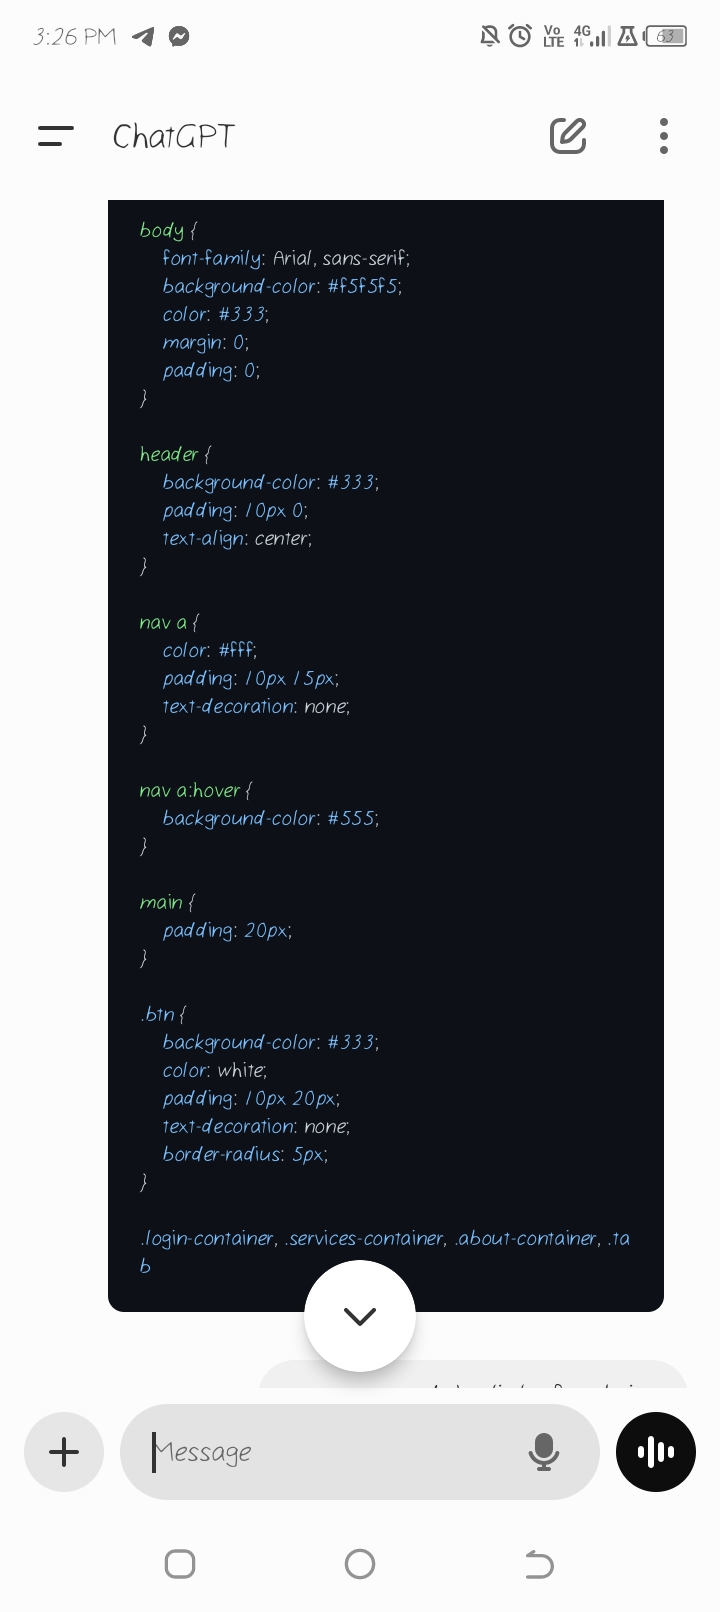 3:26 PM
Vo LTE 4G 63
ChatGPT
body {
    font-family: Arial, sans-serif;
    background-color: #f5f5f5;
    color: #333;
    margin: 0;
    padding: 0;
}
header {
    background-color: #333;
    padding: 10px 0;
    text-align: center;
}
nav a {
    color: #fff;
    padding: 10px 15px;
    text-decoration: none;
}
nav a:hover {
    background-color: #555;
}
main {
    padding: 20px;
}
.btn {
    background-color: #333;
    color: white;
    padding: 10px 20px;
    text-decoration: none;
    border-radius: 5px;
}
.login-container, .services-container, .about-container, .ta
b
Message